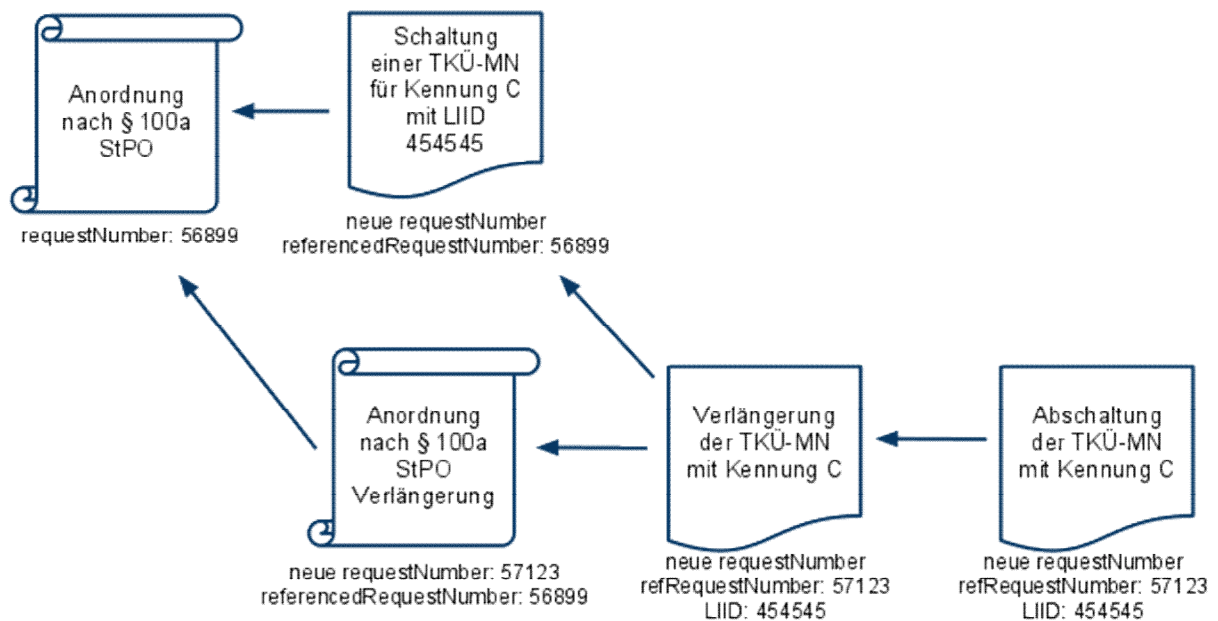 Anordnung
nach § 100a
StPO
requestNumber: 56899
Schaltung
einer TKÜ-MN
für Kennung C
mit LIID
454545
neue requestNumber
referencedRequestNumber: 56899
Anordnung
nach § 100a
StPO
Verlängerung
neue requestNumber: 57123
referencedRequestNumber: 56899
Verlängerung
der TKÜ-MN
mit Kennung C
neue requestNumber
refRequestNumber: 57123
LIID: 454545
Abschaltung
der TKÜ-MN
mit Kennung C
neue requestNumber
refRequestNumber: 57123
LIID: 454545